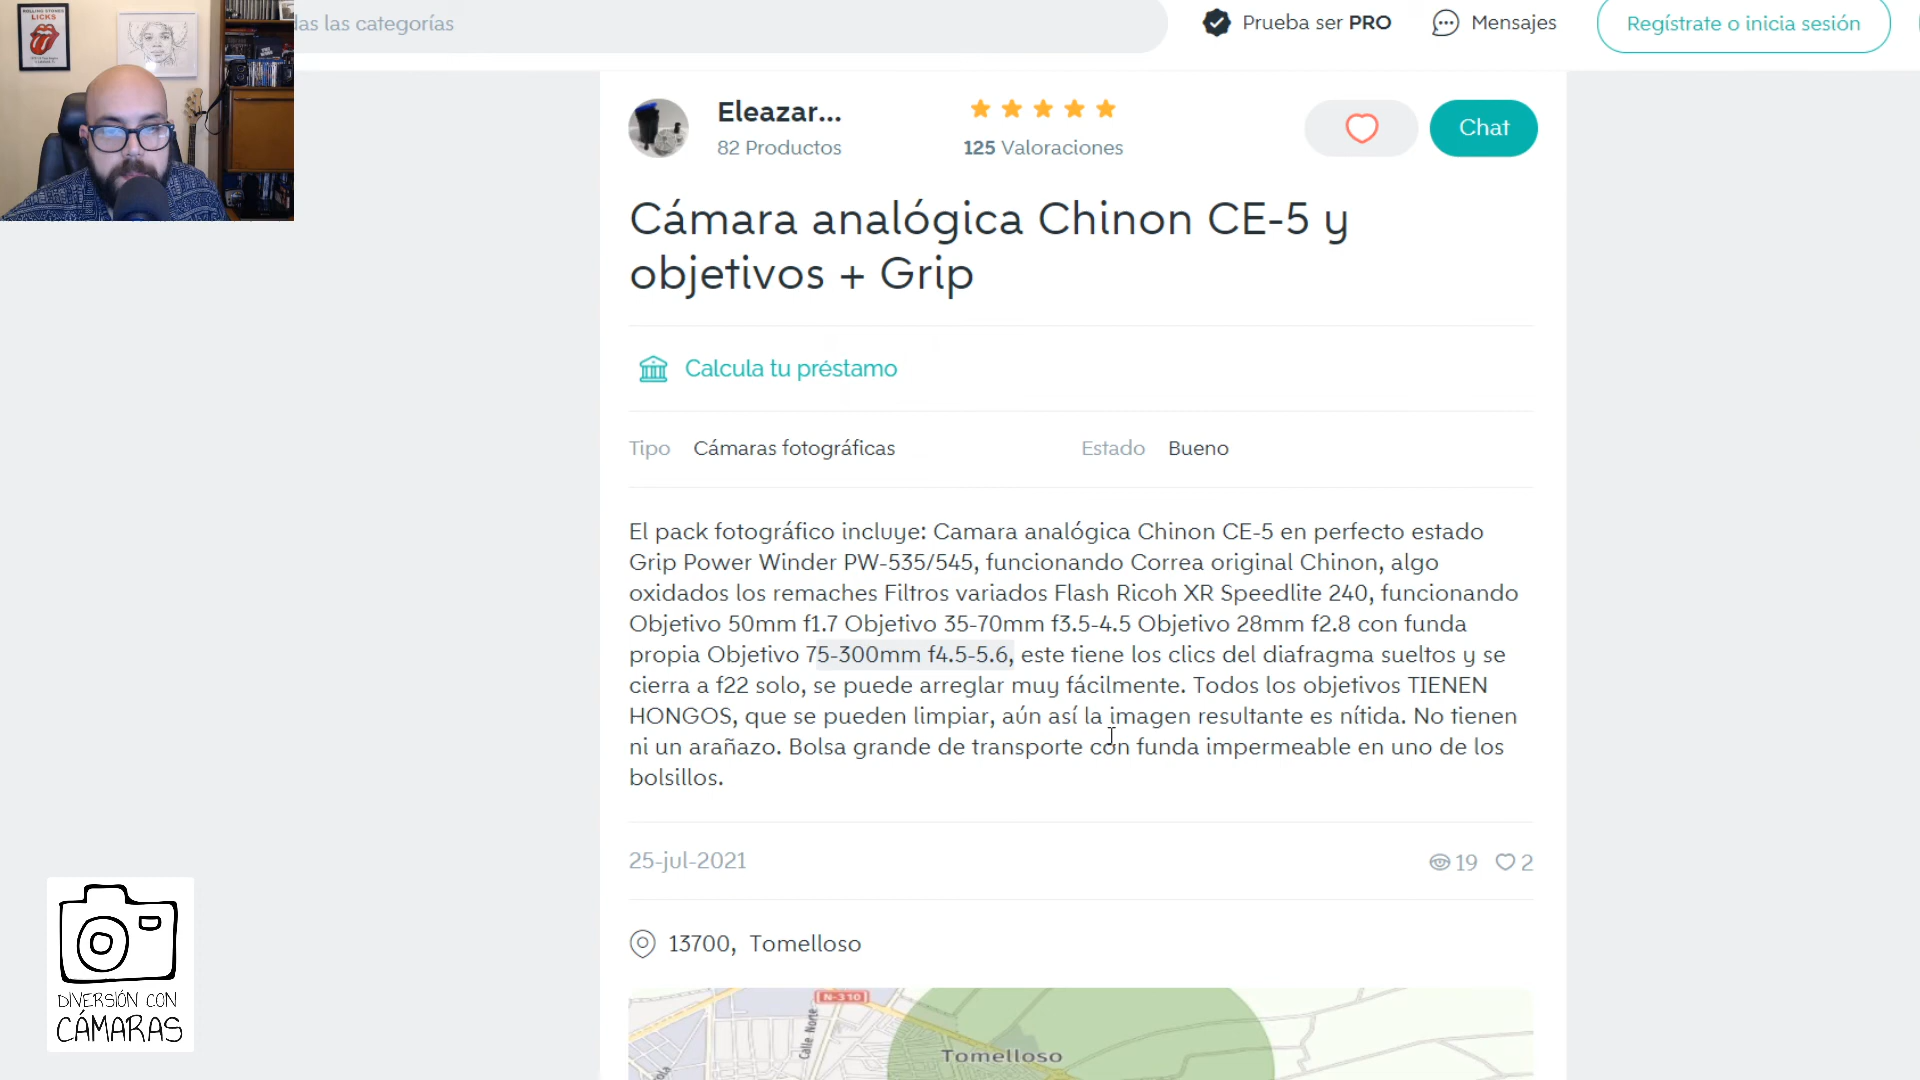 ROLLING STONES
LICKS
das las categorías
Prueba ser PRO
Mensajes
Regístrate o inicia sesión
Eleazar...
82 Productos
125 Valoraciones
Chat
Cámara analógica Chinon CE-5 y
objetivos + Grip
Calcula tu préstamo
Tipo Cámaras fotográficas
Estado Bueno
El pack fotográfico incluye: Camara analógica Chinon CE-5 en perfecto estado
Grip Power Winder PW-535/545, funcionando Correa original Chinon, algo
oxidados los remaches Filtros variados Flash Ricoh XR Speedlite 240, funcionando
Objetivo 50mm f1.7 Objetivo 35-70mm f3.5-4.5 Objetivo 28mm f2.8 con funda
propia Objetivo 75-300mm f4.5-5.6, este tiene los clics del diafragma sueltos y se
cierra a f22 solo, se puede arreglar muy fácilmente. Todos los objetivos TIENEN
HONGOS, que se pueden limpiar, aún así la imagen resultante es nítida. No tienen
ni un arañazo. Bolsa grande de transporte con funda impermeable en uno de los
bolsillos.
25-jul-2021
19
2
13700, Tomelloso
N-310
Calle Norte
Tomelloso
DIVERSIÓN CON
CÁMARAS